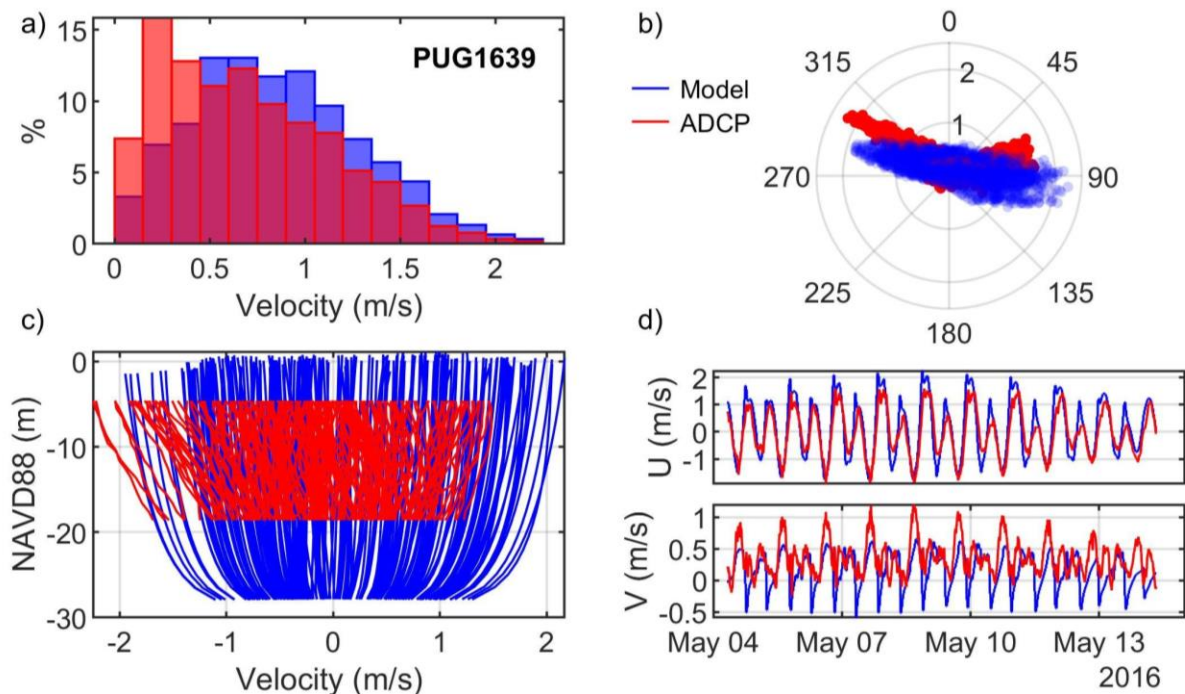 a)
PUG1639
15
10
5
0
%
0 0.5 1 1.5 2
Velocity (m/s)
b)
Model
ADCP
0
45
90
135
180
225
270
315
1
2
c)
0
-10
-20
-30
NAVD88 (m)
-2 -1 0 1 2
Velocity (m/s)
d)
2
1
0
-1
U (m/s)
1
0.5
0
-0.5
V (m/s)
May 04 May 07 May 10 May 13
2016